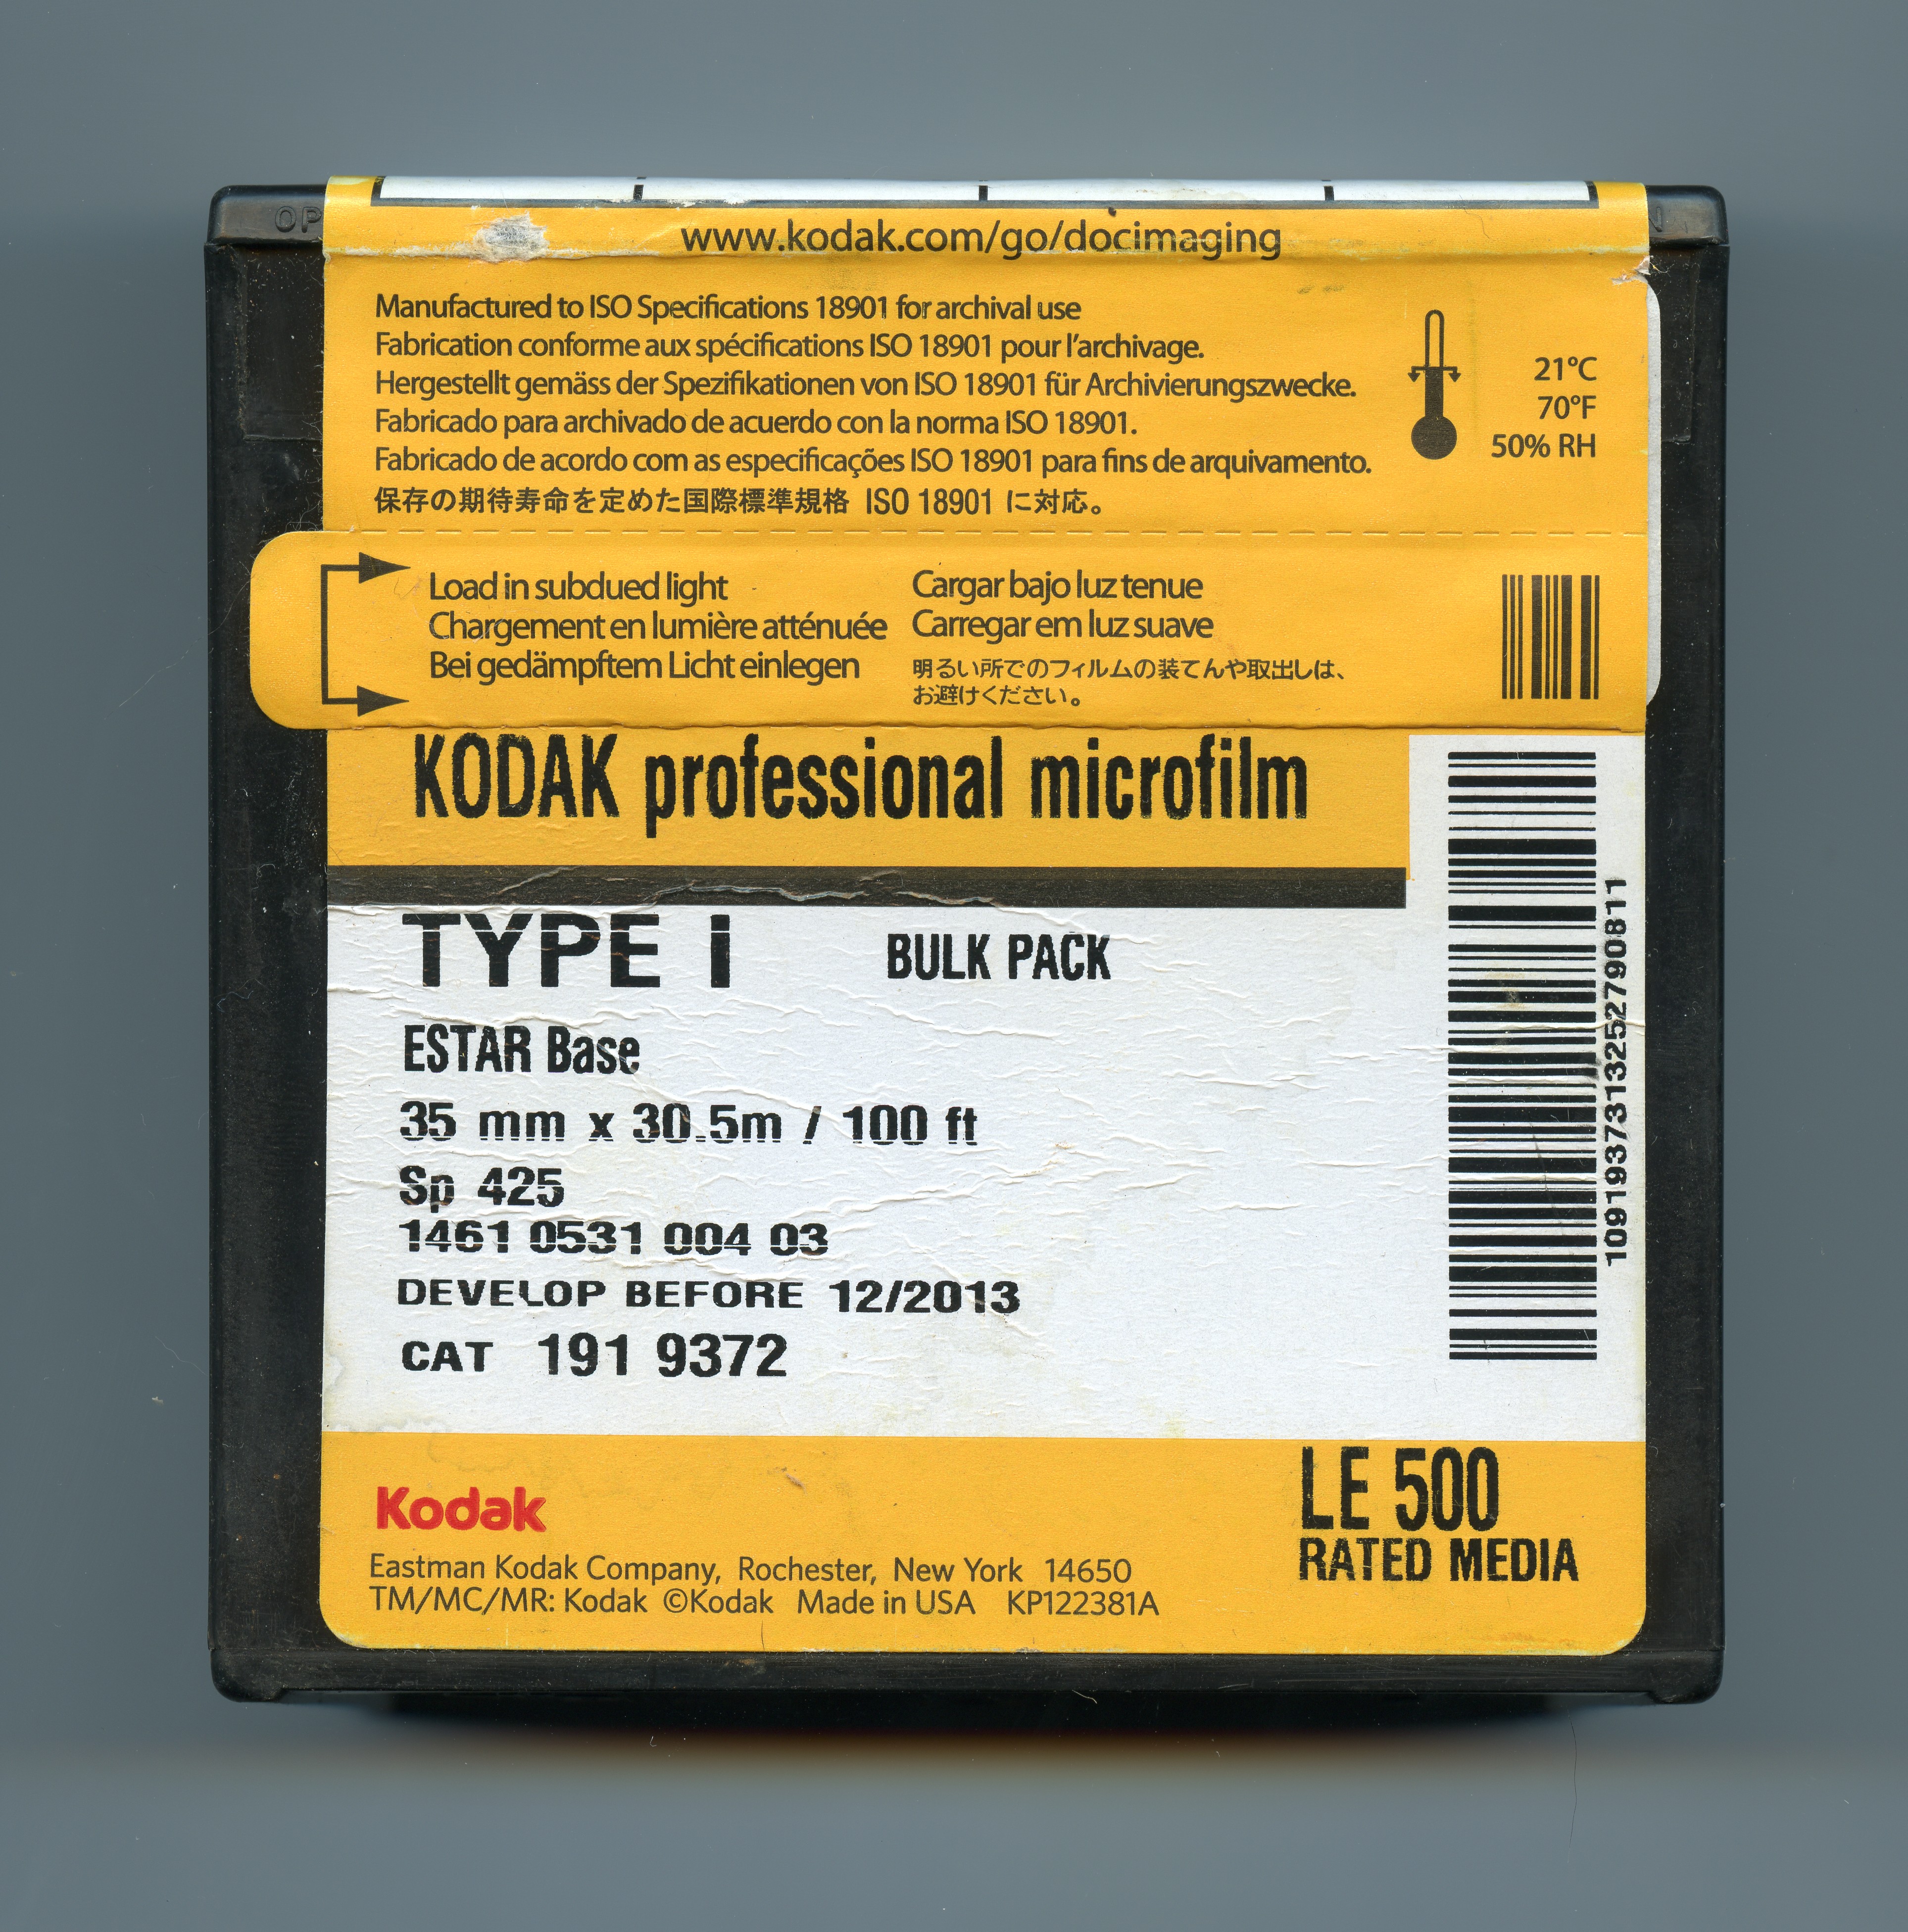 OP
www.kodak.com/go/docimaging
Manufactured to ISO Specifications 18901 for archival use
Fabrication conforme aux spécifications ISO 18901 pour l'archivage.
Hergestellt gemäss der Spezifikationen von ISO 18901 für Archivierungszwecke.
Fabricado para archivado de acuerdo con la norma ISO 18901.
Fabricado de acordo com as especificações ISO 18901 para fins de arquivamento.
保存の期待寿命を定めた国際標準規格 ISO 18901 に対応。
21°C
70°F
50% RH
Load in subdued light
Chargement en lumière atténuée
Bei gedämpftem Licht einlegen
Cargar bajo luz tenue
Carregar em luz suave
明るい所でのフィルムの装てんや取出しは、
お避けください。
KODAK professional microfilm
TYPE i BULK PACK
ESTAR Base
35 mm x 30.5m / 100 ft
Sp 425
1461 0531 004 03
DEVELOP BEFORE 12/2013
CAT 191 9372
10919372131325279081 1
Kodak
LE 500
RATED MEDIA
Eastman Kodak Company, Rochester, New York 14650
TM/MC/MR: Kodak ©Kodak Made in USA KP122381A